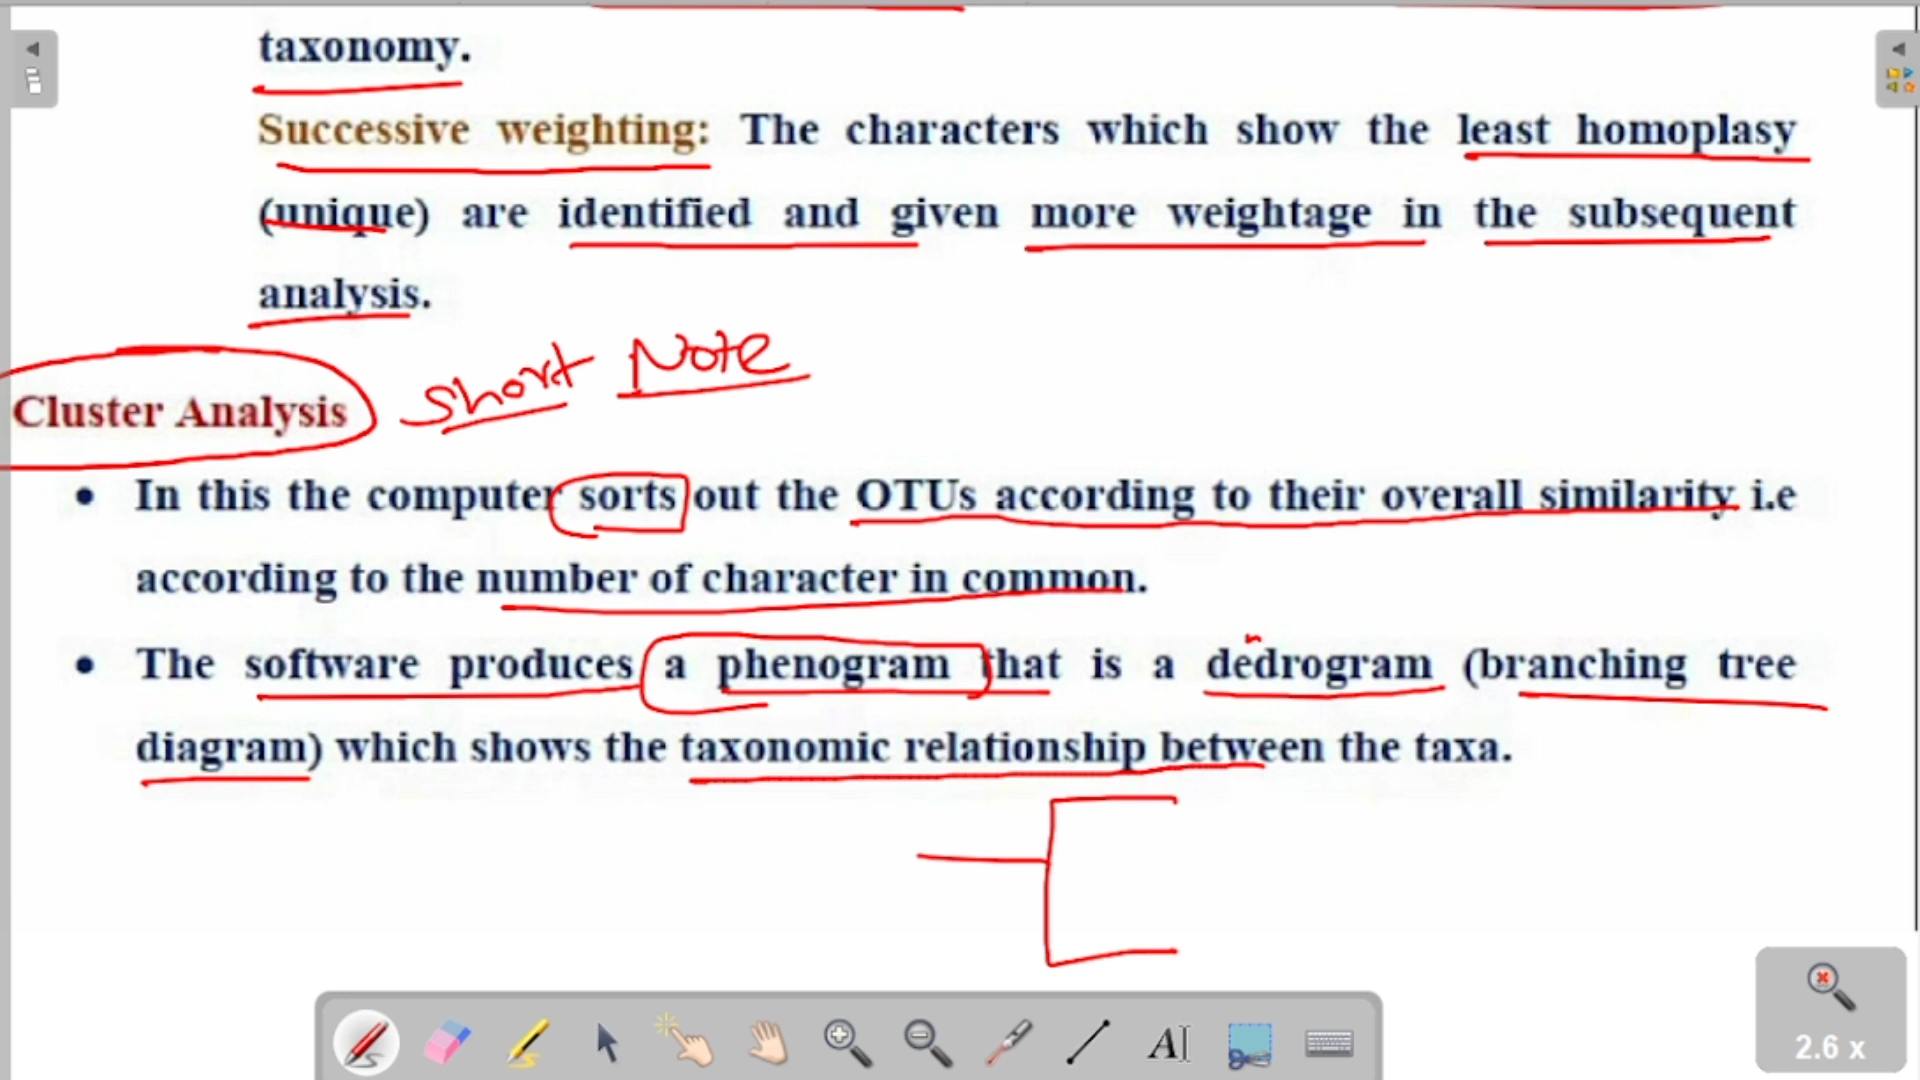 taxonomy.
Successive weighting: The characters which show the least homoplasy
(unique) are identified and given more weightage in the subsequent
analysis.
short Note
Cluster Analysis
• In this the computer sorts out the OTUs according to their overall similarity i.e
according to the number of character in common.
n
• The software produces a phenogram that is a dedrogram (branching tree
diagram) which shows the taxonomic relationship between the taxa.
A
2.6 x